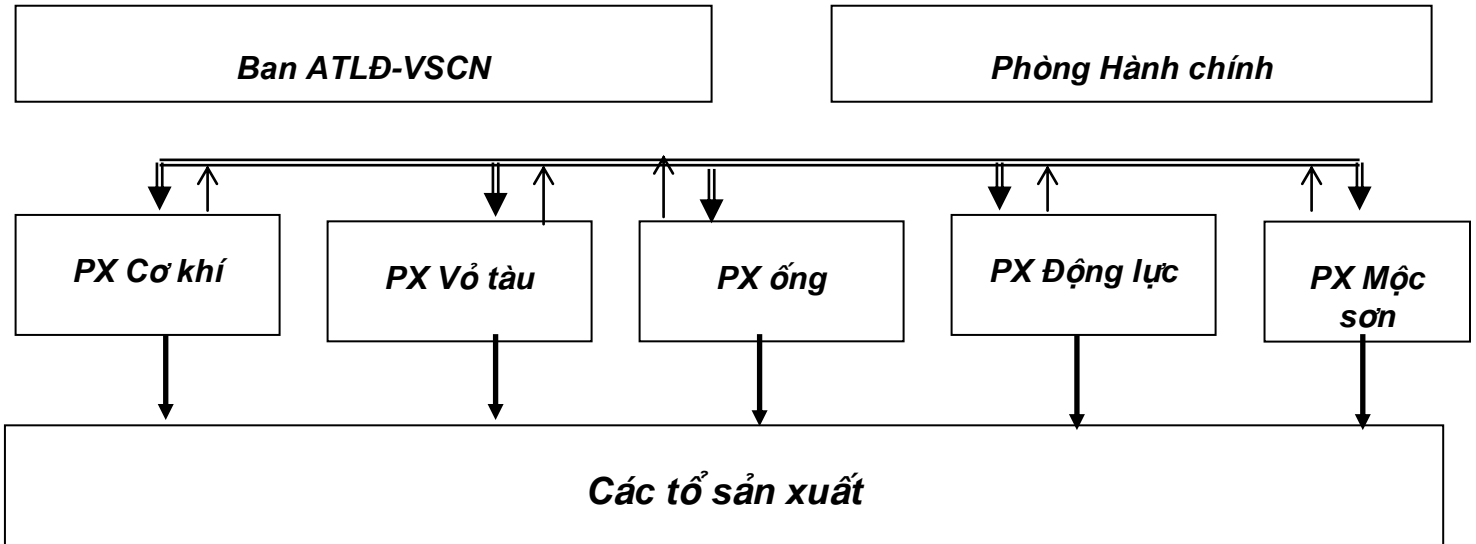 Ban ATLĐ-VSCN
Phòng Hành chính
PX Cơ khí
PX Vỏ tàu
PX ống
PX Động lực
PX Mộc
sơn
Các tổ sản xuất